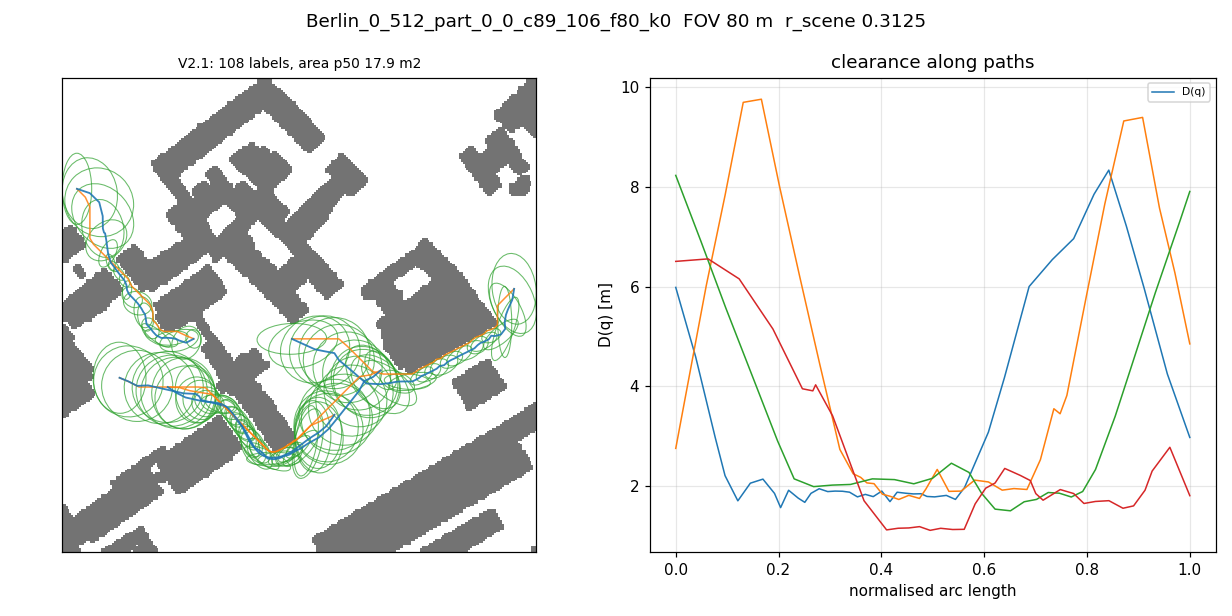 Berlin_0_512_part_0_0_c89_106_f80_k0  FOV 80 m  r_scene 0.3125
V2.1: 108 labels, area p50 17.9 m2
clearance along paths
D(q)
10
8
6
4
2
D(q) [m]
0.0 0.2 0.4 0.6 0.8 1.0
normalised arc length